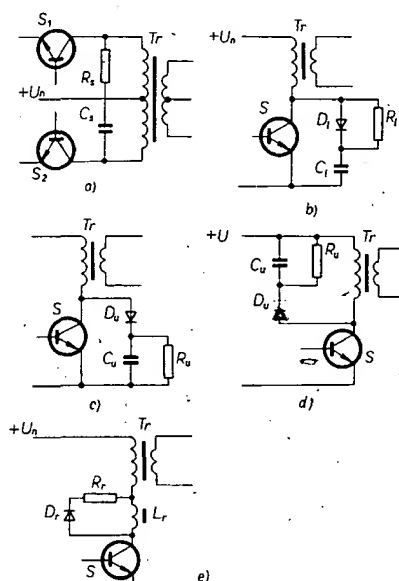 S₁
Tr
Rₛ
+Uₙ
Cₛ
S₂
a)
+Uₙ
Tr
S
D₁
R₁
C₁
b)
Tr
S
Dᵤ
Cᵤ
Rᵤ
c)
+U
Tr
Cᵤ
Rᵤ
Dᵤ
S
d)
+Uₙ
Tr
Rᵣ
Dᵣ
Lᵣ
S
e)